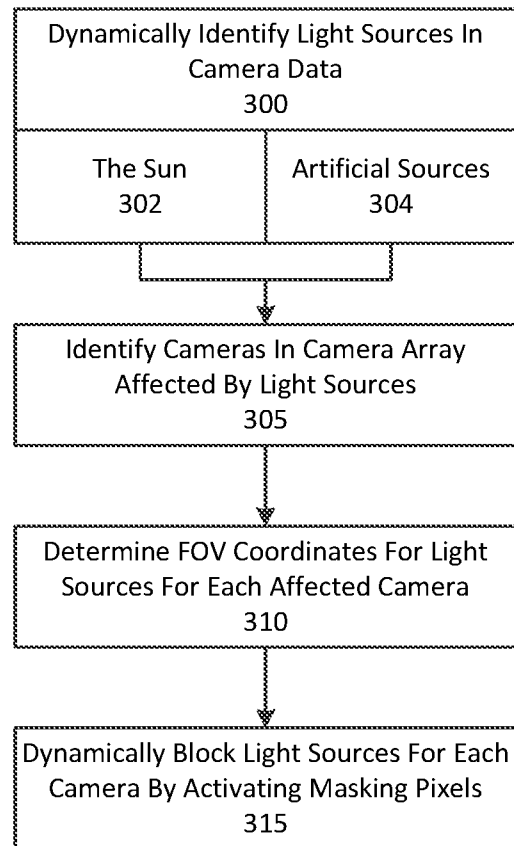 Dynamically Identify Light Sources In
Camera Data
300
The Sun
302
Artificial Sources
304
Identify Cameras In Camera Array
Affected By Light Sources
305
Determine FOV Coordinates For Light
Sources For Each Affected Camera
310
Dynamically Block Light Sources For Each
Camera By Activating Masking Pixels
315